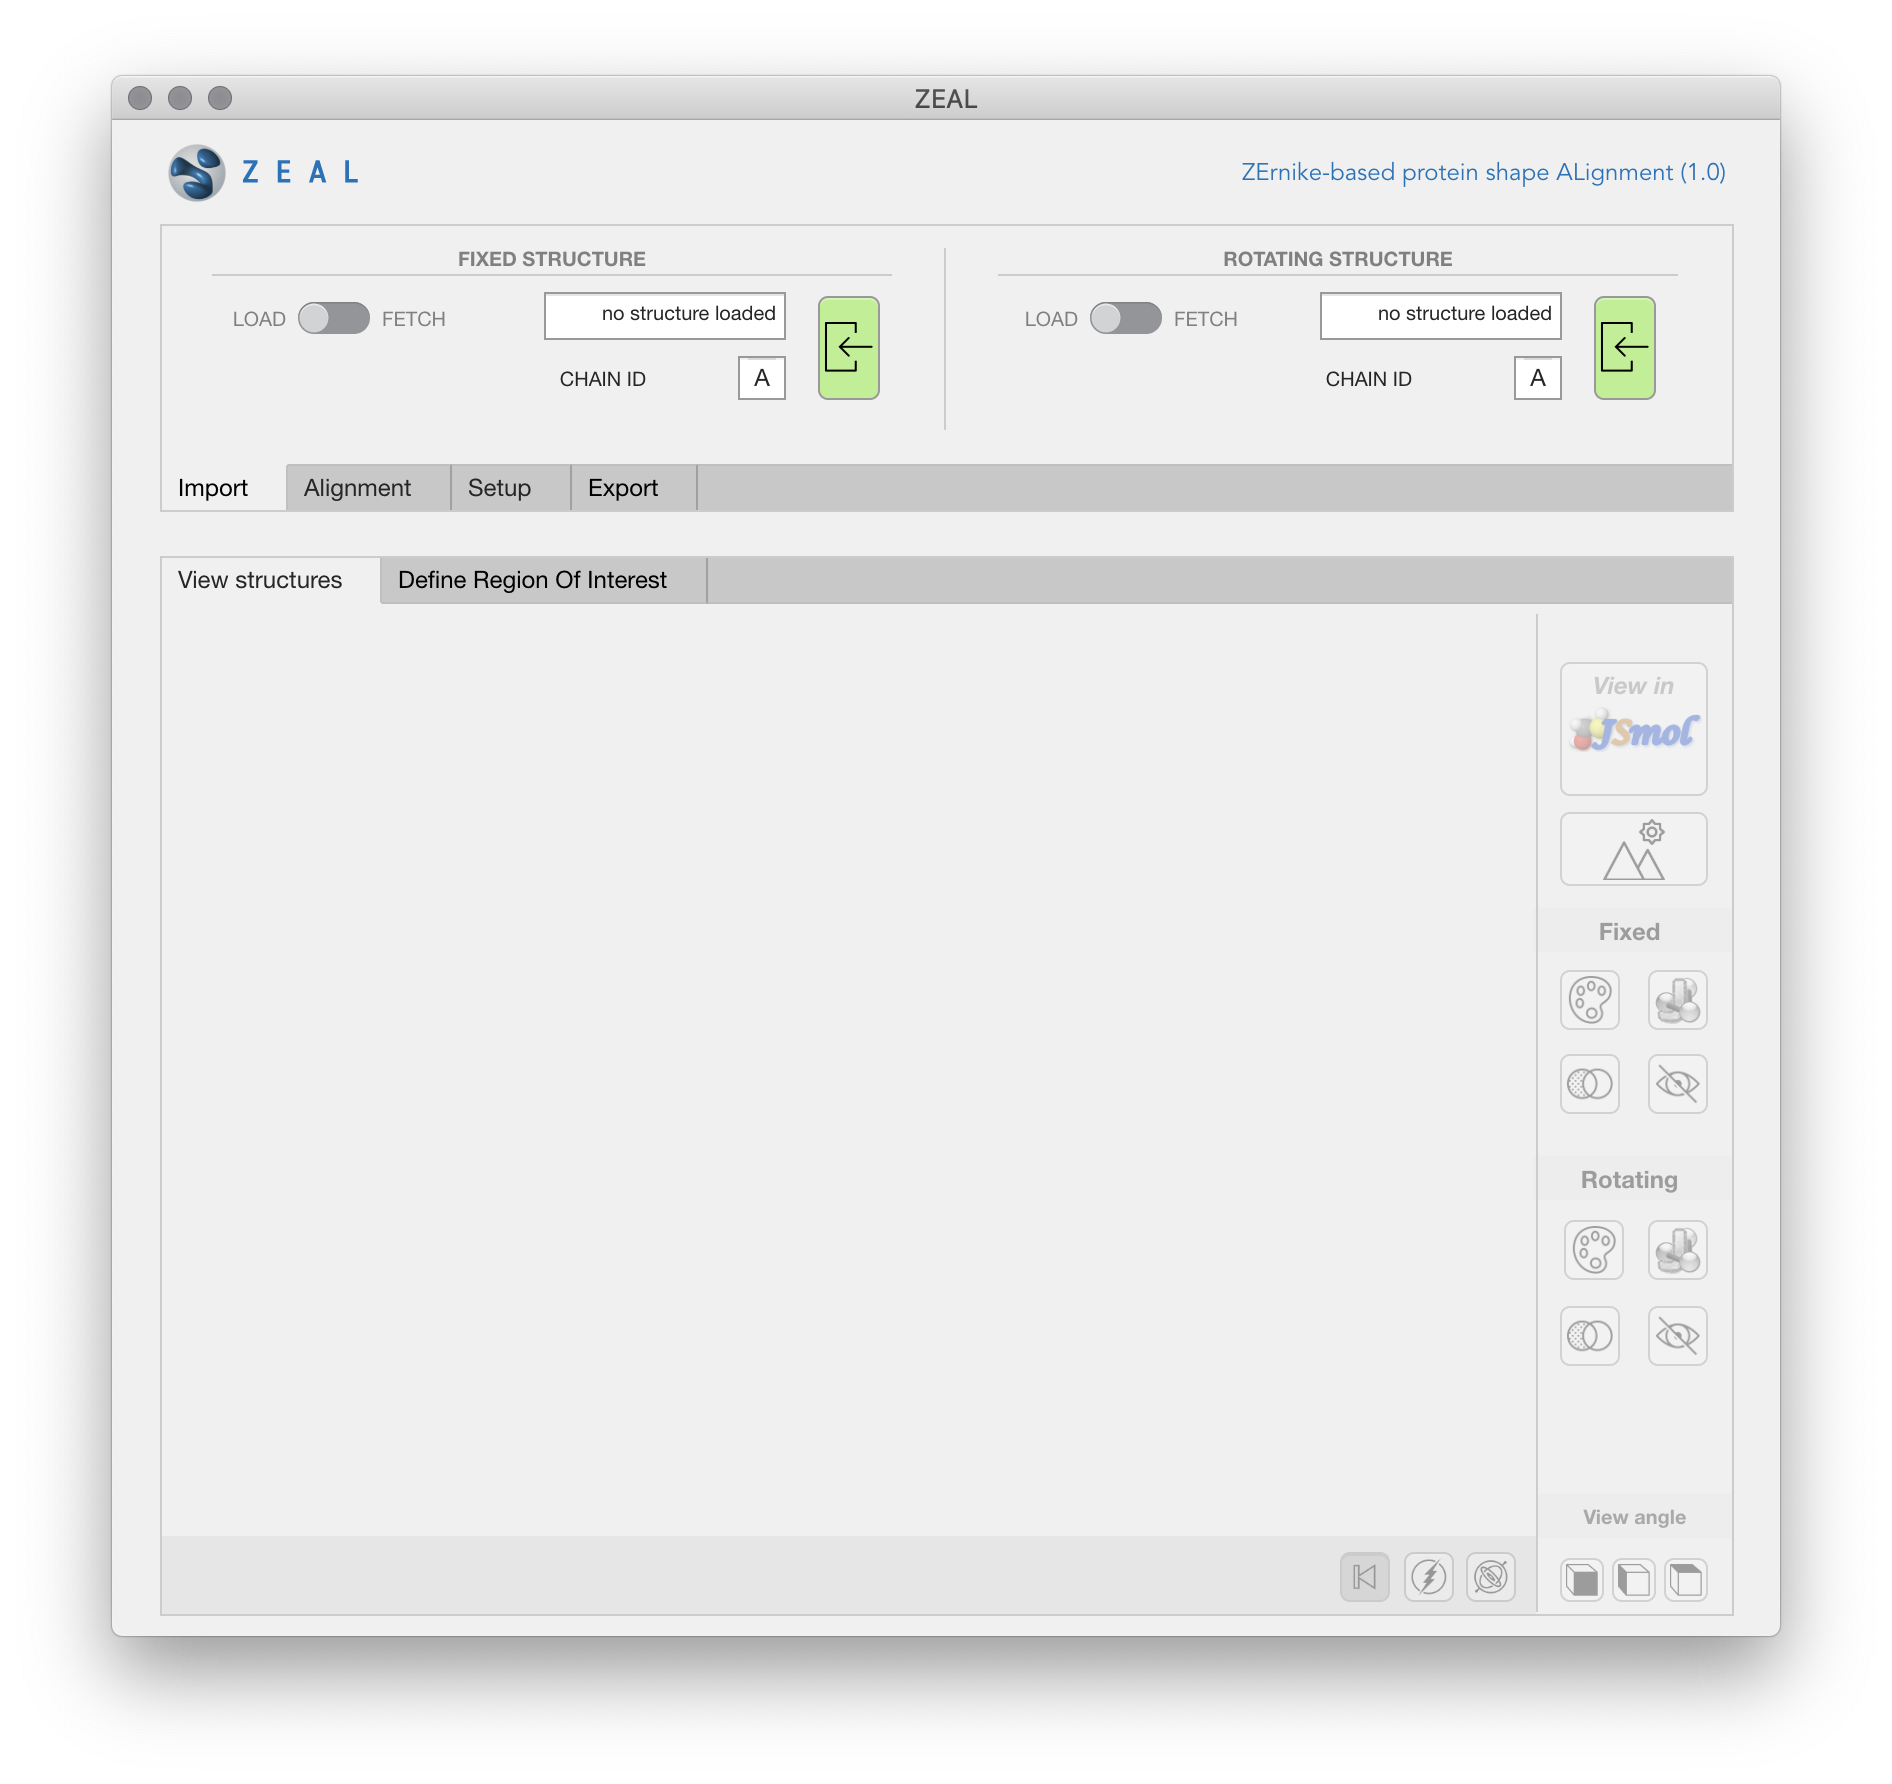 ZEAL
ZEAL
ZErnike-based protein shape ALignment (1.0)
FIXED STRUCTURE
LOAD FETCH
no structure loaded
CHAIN ID A
ROTATING STRUCTURE
LOAD FETCH
no structure loaded
CHAIN ID A
Import Alignment Setup Export
View structures Define Region Of Interest
View in
JSmol
Fixed
Rotating
View angle